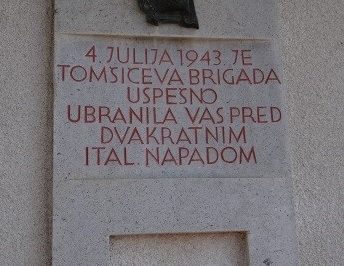 4. JULIJA 1943. JE
TOMŠIČEVA BRIGADA
USPEŠNO
UBRANILA VAS PRED
DVAKRATNIM
ITAL. NAPADOM